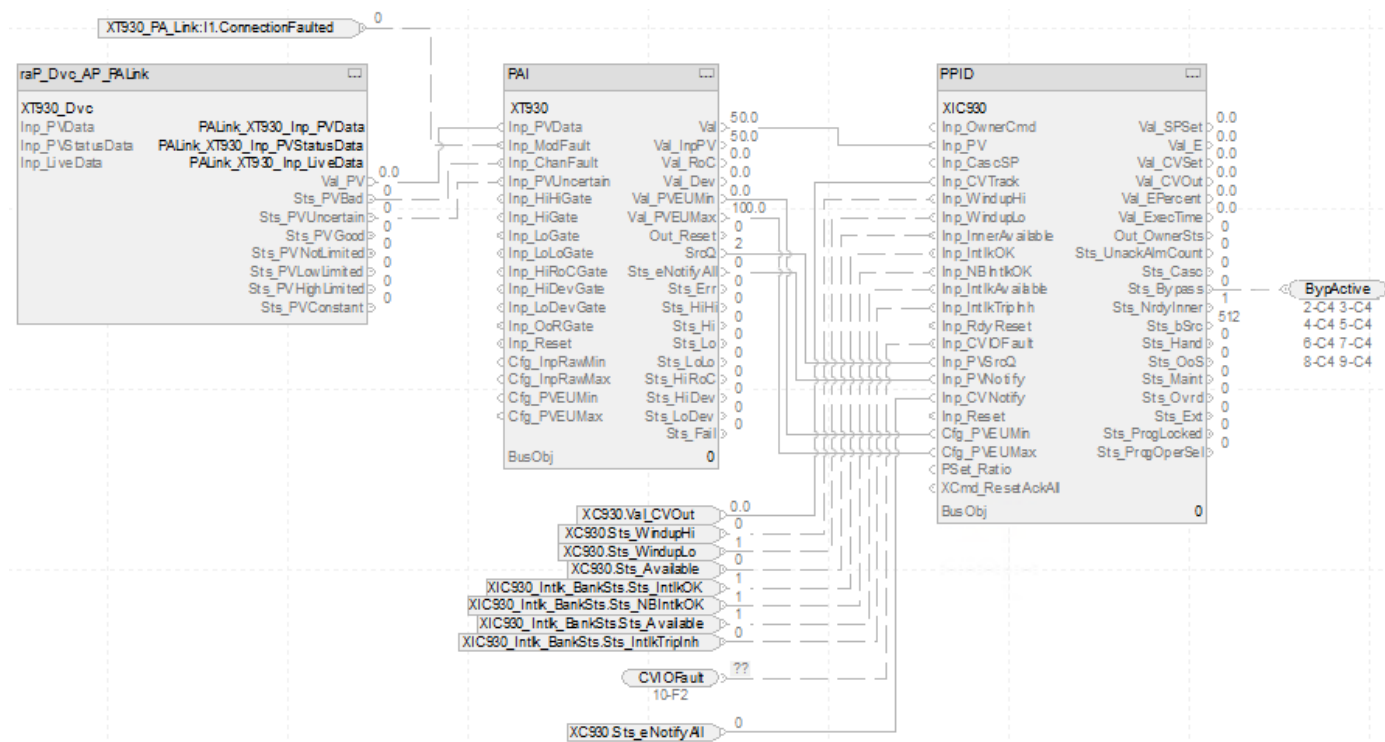 XT930_PA_Link:I1.ConnectionFaulted 0
raP_Dvc_AP_PALink
XT930_Dvc
Inp_PVData PALink_XT930_Inp_PVData
Inp_PVStatusData PALink_XT930_Inp_PVStatusData
Inp_LiveData PALink_XT930_Inp_LiveData
Val_PV 0.0
Sts_PVBad 0
Sts_PVUncertain 0
Sts_PVGood 0
Sts_PVNotLimited 0
Sts_PVLowLimited 0
Sts_PVHighLimited 0
Sts_PVConstant 0
PAI
XT930
Inp_PVData Val 50.0
Inp_ModFault Val_InpPV 50.0
Inp_ChanFault Val_RoC 0.0
Inp_PVUncertain Val_Dev 0.0
Inp_HiHiGate Val_PVEUMin 0.0
Inp_HiGate Val_PVEUMax 100.0
Inp_LoGate Out_Reset 0
Inp_LoLoGate SrcQ 2
Inp_HiRoCGate Sts_eNotifyAll 0
Inp_HiDevGate Sts_Err 0
Inp_LoDevGate Sts_HiHi 0
Inp_OoRGate Sts_Hi 0
Inp_Reset Sts_Lo 0
Cfg_InpRawMin Sts_LoLo 0
Cfg_InpRawMax Sts_HiRoC 0
Cfg_PVEUMin Sts_HiDev 0
Cfg_PVEUMax Sts_LoDev 0
Sts_Fail 0
BusObj 0
PPID
XIC930
Inp_OwnerCmd Val_SPSet 0.0
Inp_PV Val_E 0.0
Inp_CascSP Val_CVSet 0.0
Inp_CVTrack Val_CVOut 0.0
Inp_WindupHi Val_EPercent 0.0
Inp_WindupLo Val_ExecTime 0.0
Inp_InnerAvailable Out_OwnerSts 0
Inp_IntlkOK Sts_UnackAlmCount 0
Inp_NBIntlkOK Sts_Casc 0
Inp_IntlkAvailable Sts_Bypass 0
Inp_IntlkTripInh Sts_NrdyInner 1
Inp_RdyReset Sts_bSrc 512
Inp_CVIOFault Sts_Hand 0
Inp_PVSrcQ Sts_OoS 0
Inp_PVNotify Sts_Maint 0
Inp_CVNotify Sts_Ovrd 0
Inp_Reset Sts_Ext 0
Cfg_PVEUMin Sts_ProgLocked 0
Cfg_PVEUMax Sts_ProgOperSel 0
PSet_Ratio
XCmd_ResetAckAll
BusObj 0
BypActive
2-C4 3-C4
4-C4 5-C4
6-C4 7-C4
8-C4 9-C4
XC930.Val_CVOut 0.0
XC930.Sts_WindupHi 0
XC930.Sts_WindupLo 1
XC930.Sts_Available 0
XIC930_Intlk_BankSts.Sts_IntlkOK 1
XIC930_Intlk_BankSts.Sts_NBIntlkOK 1
XIC930_Intlk_BankSts.Sts_Available 1
XIC930_Intlk_BankSts.Sts_IntlkTripInh 0
CVIOFault ??
10-F2
XC930.Sts_eNotifyAll 0